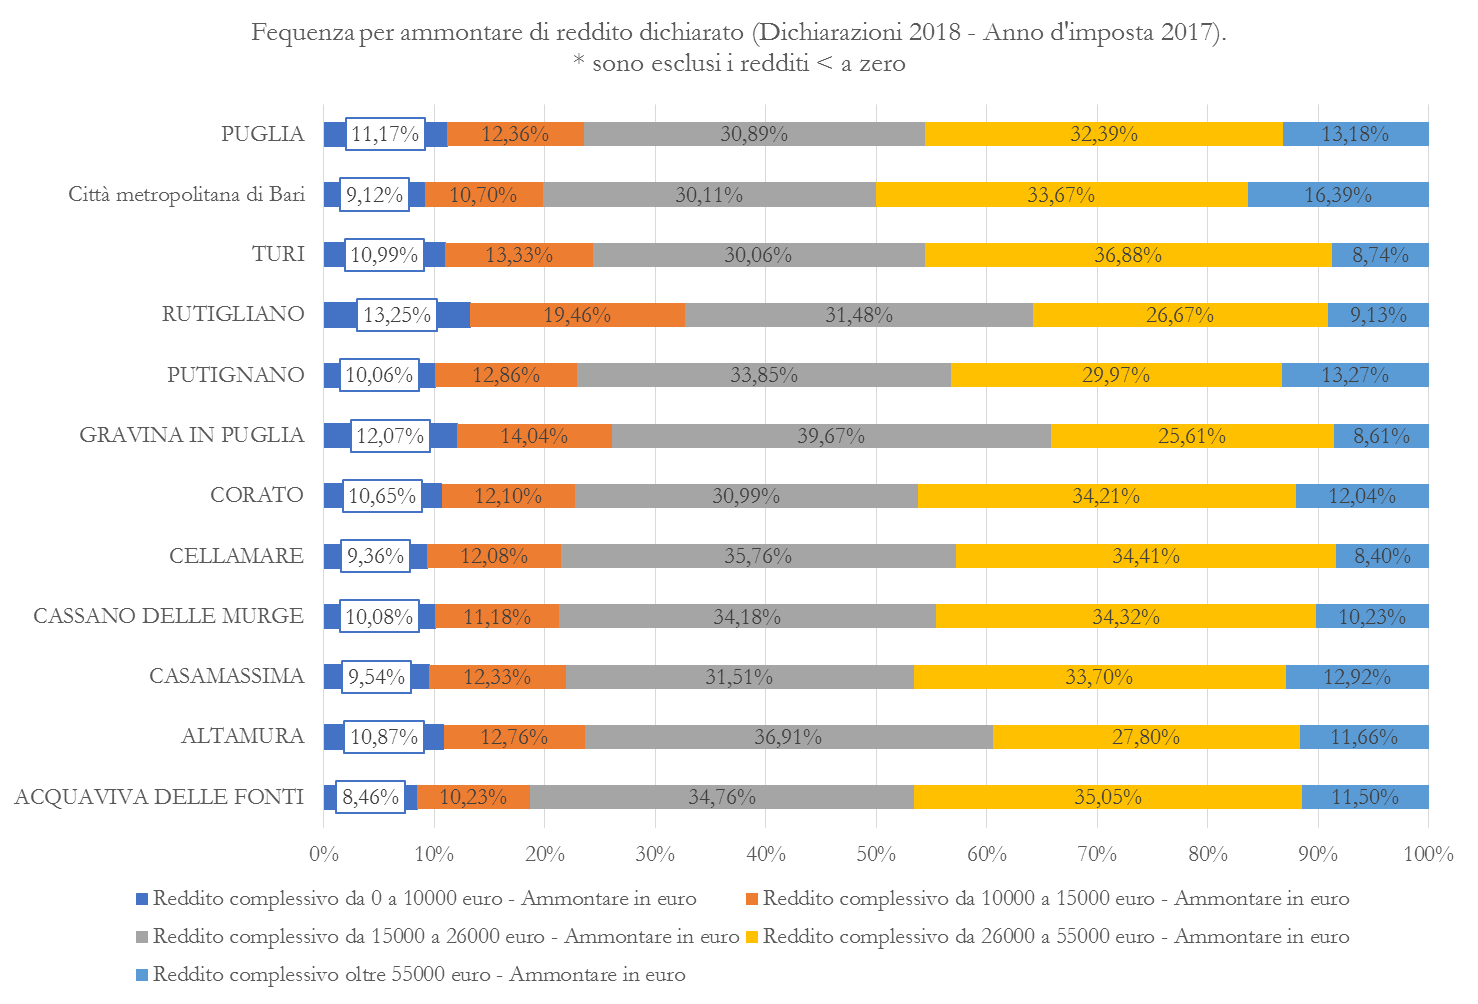 Fequenza per ammontare di reddito dichiarato (Dichiarazioni 2018 - Anno d'imposta 2017).
* sono esclusi i redditi < a zero
PUGLIA 11,17% 12,36% 30,89% 32,39% 13,18%
Città metropolitana di Bari 9,12% 10,70% 30,11% 33,67% 16,39%
TURI 10,99% 13,33% 30,06% 36,88% 8,74%
RUTIGLIANO 13,25% 19,46% 31,48% 26,67% 9,13%
PUTIGNANO 10,06% 12,86% 33,85% 29,97% 13,27%
GRAVINA IN PUGLIA 12,07% 14,04% 39,67% 25,61% 8,61%
CORATO 10,65% 12,10% 30,99% 34,21% 12,04%
CELLAMARE 9,36% 12,08% 35,76% 34,41% 8,40%
CASSANO DELLE MURGE 10,08% 11,18% 34,18% 34,32% 10,23%
CASAMASSIMA 9,54% 12,33% 31,51% 33,70% 12,92%
ALTAMURA 10,87% 12,76% 36,91% 27,80% 11,66%
ACQUAVIVA DELLE FONTI 8,46% 10,23% 34,76% 35,05% 11,50%
0% 10% 20% 30% 40% 50% 60% 70% 80% 90% 100%
Reddito complessivo da 0 a 10000 euro - Ammontare in euro Reddito complessivo da 10000 a 15000 euro - Ammontare in euro
Reddito complessivo da 15000 a 26000 euro - Ammontare in euro Reddito complessivo da 26000 a 55000 euro - Ammontare in euro
Reddito complessivo oltre 55000 euro - Ammontare in euro